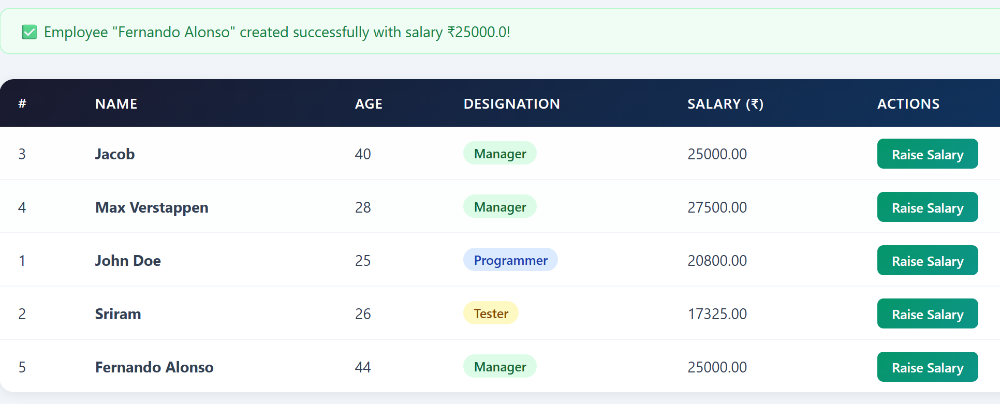 ✅ Employee "Fernando Alonso" created successfully with salary ₹25000.0!
# NAME AGE DESIGNATION SALARY (₹) ACTIONS
3 Jacob 40 Manager 25000.00 Raise Salary
4 Max Verstappen 28 Manager 27500.00 Raise Salary
1 John Doe 25 Programmer 20800.00 Raise Salary
2 Sriram 26 Tester 17325.00 Raise Salary
5 Fernando Alonso 44 Manager 25000.00 Raise Salary